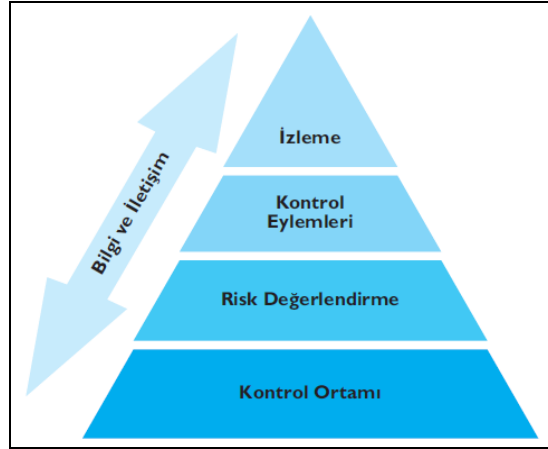 İzleme
Kontrol
Eylemleri
Bilgi ve İletişim
Risk Değerlendirme
Kontrol Ortamı